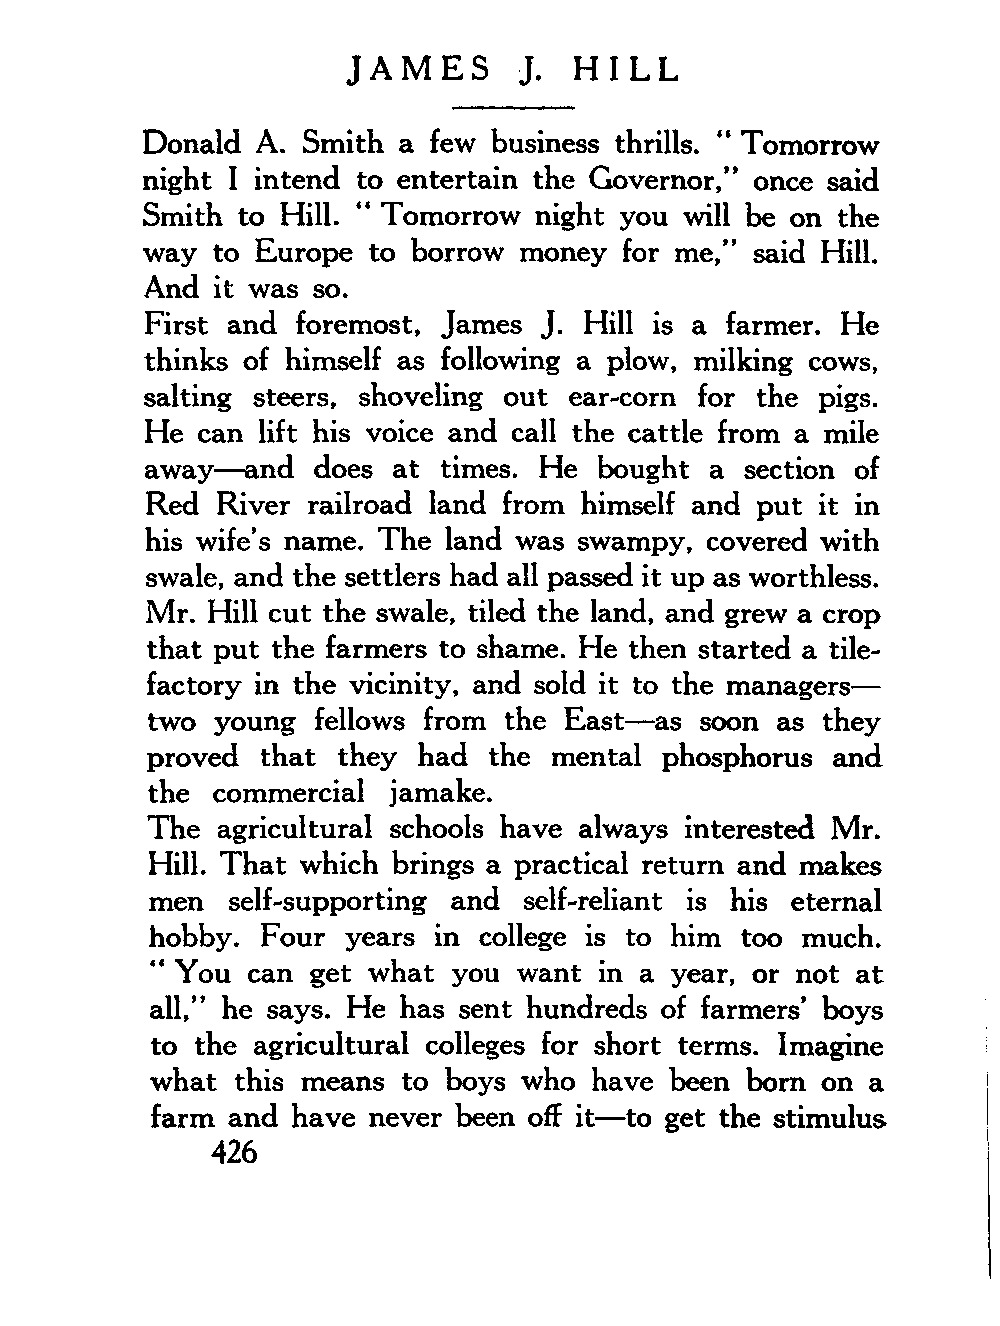 JAMES J. HILL
Donald A. Smith a few business thrills. “ Tomorrow
night I intend to entertain the Governor,” once said
Smith to Hill. “ Tomorrow night you will be on the
way to Europe to borrow money for me,” said Hill.
And it was so.
First and foremost, James J. Hill is a farmer. He
thinks of himself as following a plow, milking cows,
salting steers, shoveling out ear-corn for the pigs.
He can lift his voice and call the cattle from a mile
away—and does at times. He bought a section of
Red River railroad land from himself and put it in
his wife's name. The land was swampy, covered with
swale, and the settlers had all passed it up as worthless.
Mr. Hill cut the swale, tiled the land, and grew a crop
that put the farmers to shame. He then started a tile-
factory in the vicinity, and sold it to the managers—
two young fellows from the East—as soon as they
proved that they had the mental phosphorus and
the commercial jamake.
The agricultural schools have always interested Mr.
Hill. That which brings a practical return and makes
men self-supporting and self-reliant is his eternal
hobby. Four years in college is to him too much.
“ You can get what you want in a year, or not at
all,” he says. He has sent hundreds of farmers' boys
to the agricultural colleges for short terms. Imagine
what this means to boys who have been born on a
farm and have never been off it—to get the stimulus
426